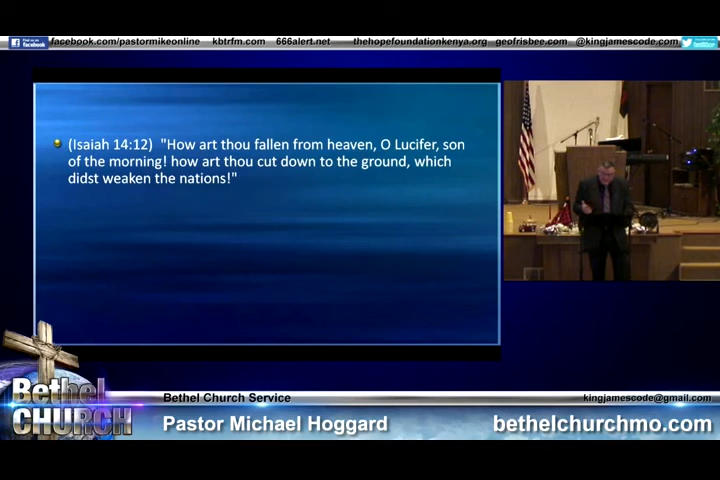 facebook.com/pastormikeonline kbtrfm.com 666alert.net thehopefoundationkenya.org geofrisbee.com @kingjamescode.com
(Isaiah 14:12) "How art thou fallen from heaven, O Lucifer, son
of the morning! how art thou cut down to the ground, which
didst weaken the nations!"
Bethel
CHURCH
Bethel Church Service
kingjamescode@gmail.com
Pastor Michael Hoggard
bethelchurchmo.com